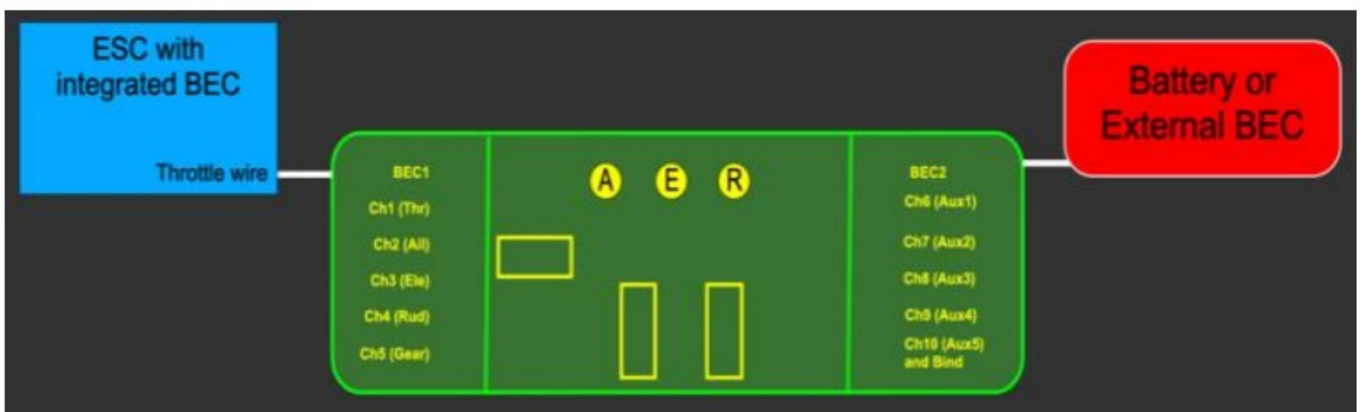 ESC with
integrated BEC
Throttle wire
BEC1
Ch1 (Thr)
Ch2 (Ail)
Ch3 (Ele)
Ch4 (Rud)
Ch5 (Gear)
A E R
BEC2
Ch6 (Aux1)
Ch7 (Aux2)
Ch8 (Aux3)
Ch9 (Aux4)
Ch10 (Aux5)
and Bind
Battery or
External BEC